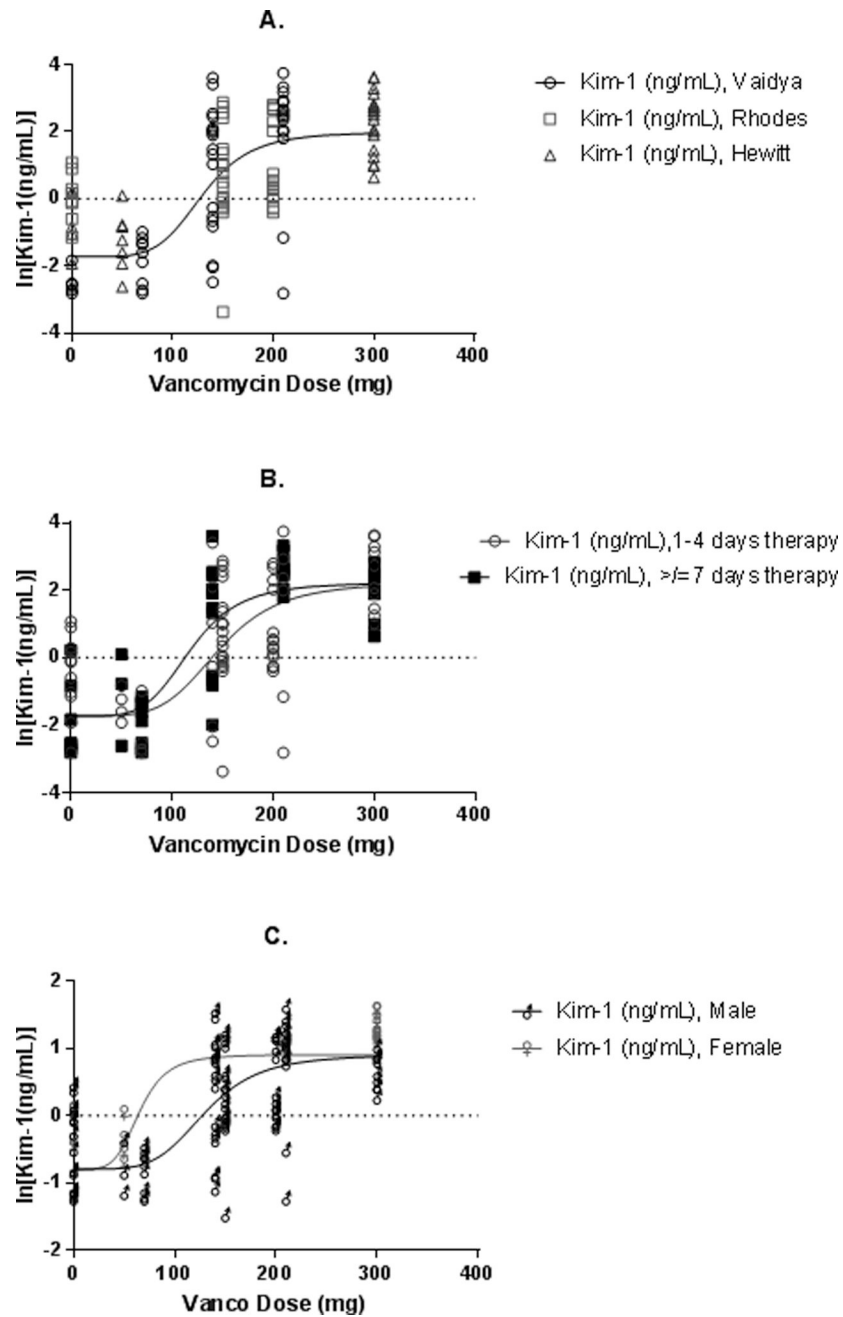 A.
4
2
0
-2
-4
ln[Kim-1(ng/mL)]
0 100 200 300 400
Vancomycin Dose (mg)
Kim-1 (ng/mL), Vaidya
Kim-1 (ng/mL), Rhodes
Kim-1 (ng/mL), Hewitt
B.
4
2
0
-2
-4
ln[Kim-1(ng/mL)]
0 100 200 300 400
Vancomycin Dose (mg)
Kim-1 (ng/mL),1-4 days therapy
Kim-1 (ng/mL), >/= 7 days therapy
C.
2
1
0
-1
-2
ln[Kim-1(ng/mL)]
0 100 200 300 400
Vanco Dose (mg)
Kim-1 (ng/mL), Male
Kim-1 (ng/mL), Female